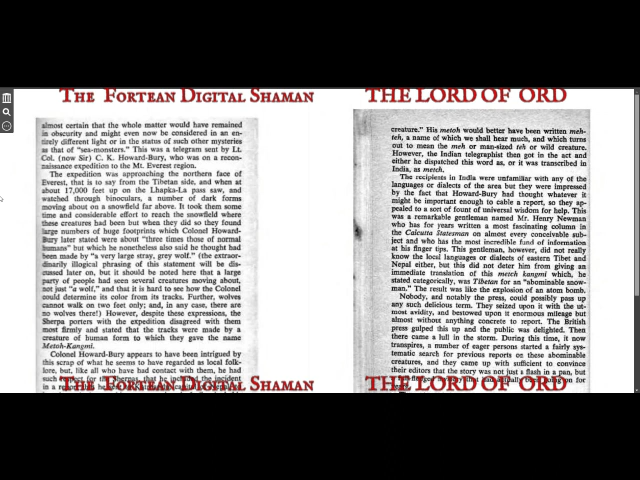 THE FORTEAN DIGITAL SHAMAN
almost certain that the whole matter would have remained
in obscurity and might even now be considered in an en-
tirely different light or in the status of such other mysteries
as that of "sea-monsters." This was a telegram sent by Lt.
Col. (now Sir) C. K. Howard-Bury, who was on a recon-
naissance expedition to the Mt. Everest region.
The expedition was approaching the northern face of
Everest, that is to say from the Tibetan side, and when at
about 17,000 feet up on the Lhapka-La pass saw, and
watched through binoculars, a number of dark forms
moving about on a snowfield far above. It took them some
time and considerable effort to reach the snowfield where
these creatures had been but when they did so they found
large numbers of huge footprints which Colonel Howard-
Bury later stated were about "three times those of normal
humans" but which he nonetheless also said he thought had
been made by "a very large stray, grey wolf." (the extraor-
dinarily illogical phrasing of this statement will be dis-
cussed later on, but it should be noted here that a large
party of people had seen several creatures moving about,
not just "a wolf," and that it is hard to see how the Colonel
could determine its color from its tracks. Further, wolves
cannot walk on two feet only; and, in any case, there are
no wolves there!) However, despite these expressions, the
Sherpa porters with the expedition disagreed with them
most firmly and stated that the tracks were made by a
creature of human form to which they gave the name
Metoh-Kangmi.
Colonel Howard-Bury appears to have been intrigued by
this scrap of what he seems to have regarded as local folk-
lore, but, like all who have had contact with them, he had
such respect for the Sherpas, that he included the incident
in a report
THE FORTEAN DIGITAL SHAMAN
THE LORD OF ORD
creature." His metoh would better have been written meh-
teh, a name of which we shall hear much, and which turns
out to mean the meh or man-sized teh or wild creature.
However, the Indian telegraphist then got in the act and
either he dispatched this word as, or it was transcribed in
India, as metch.
The recipients in India were unfamiliar with any of the
languages or dialects of the area but they were impressed
by the fact that Howard-Bury had thought whatever it
might be important enough to cable a report, so they ap-
pealed to a sort of fount of universal wisdom for help. This
was a remarkable gentleman named Mr. Henry Newman
who has for years written a most fascinating column in
the Calcutta Statesman on almost every conceivable sub-
ject and who has the most incredible fund of information
at his finger tips. This gentleman, however, did not really
know the local languages or dialects of eastern Tibet and
Nepal either, but this did not deter him from giving an
immediate translation of this metch kangmi which, he
stated categorically, was Tibetan for an "abominable snow-
man." The result was like the explosion of an atom bomb.
Nobody, and notably the press, could possibly pass up
any such delicious term. They seized upon it with the ut-
most avidity, and bestowed upon it enormous mileage but
almost without anything concrete to report. The British
press gulped this up and the public was delighted. Then
there came a lull in the storm. During this time, it now
transpires, a number of eager persons started a fairly sys-
tematic search for previous reports on these abominable
creatures, and they came up with sufficient to convince
their editors that the story was not just a flash in a pan, but
THE LORD OF ORD